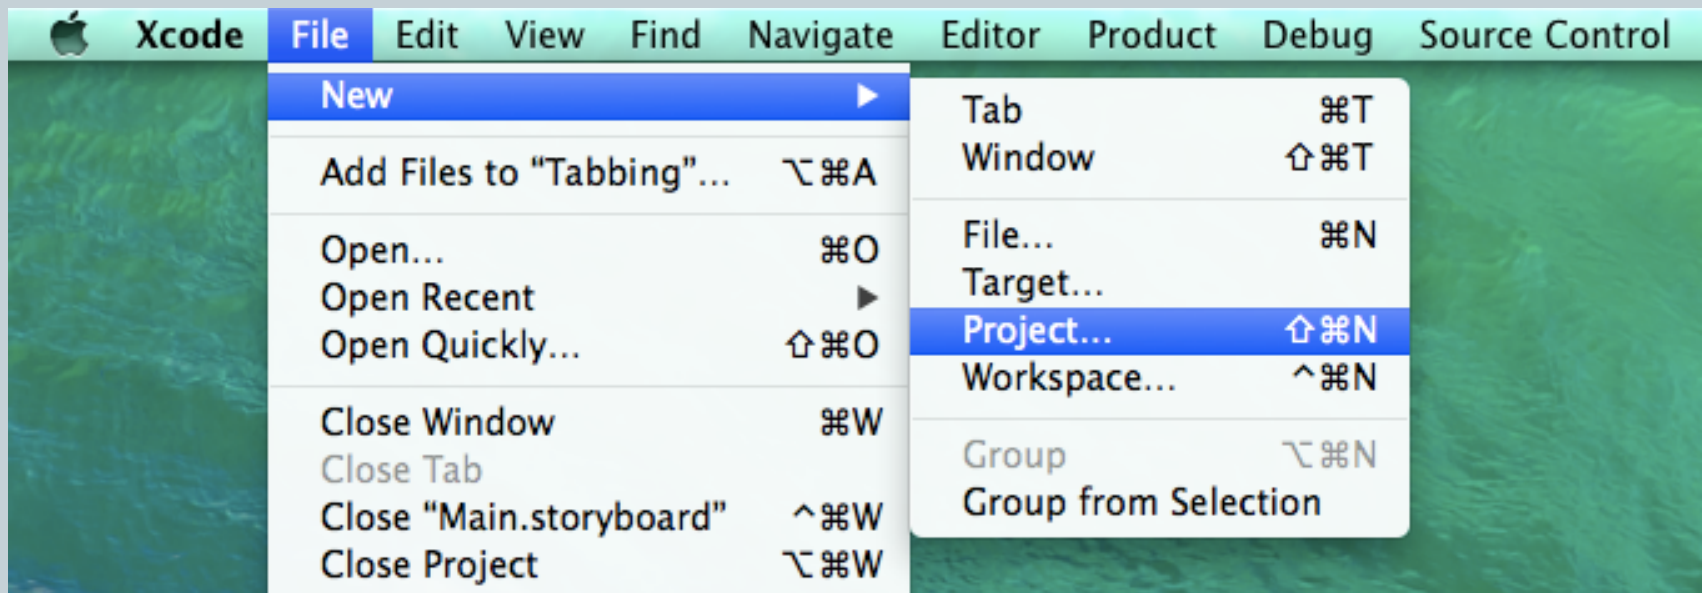 Xcode File Edit View Find Navigate Editor Product Debug Source Control
New ▶
Add Files to “Tabbing”... ⌥⌘A
Open... ⌘O
Open Recent ▶
Open Quickly... ⇧⌘O
Close Window ⌘W
Close Tab
Close “Main.storyboard” ^⌘W
Close Project ⌥⌘W
Tab ⌘T
Window ⇧⌘T
File... ⌘N
Target...
Project... ⇧⌘N
Workspace... ^⌘N
Group ⌥⌘N
Group from Selection